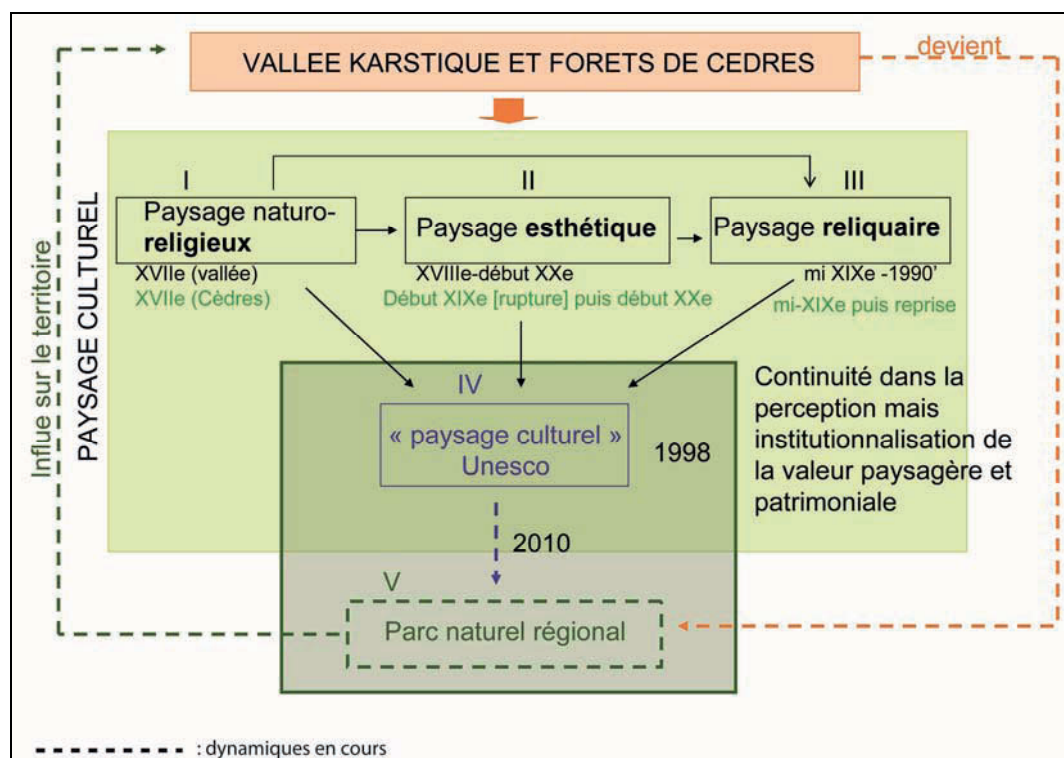 VALLEE KARSTIQUE ET FORETS DE CEDRES
devient
I
Paysage naturo-
religieux
XVIIe (vallée)
XVIIe (Cèdres)
II
Paysage esthétique
XVIIIe-début XXe
Début XIXe [rupture] puis début XXe
III
Paysage reliquaire
mi XIXe -1990'
mi-XIXe puis reprise
PAYSAGE CULTUREL
Influe sur le territoire
IV
« paysage culturel »
Unesco
1998
Continuité dans la
perception mais
institutionnalisation de
la valeur paysagère et
patrimoniale
2010
V
Parc naturel régional
: dynamiques en cours